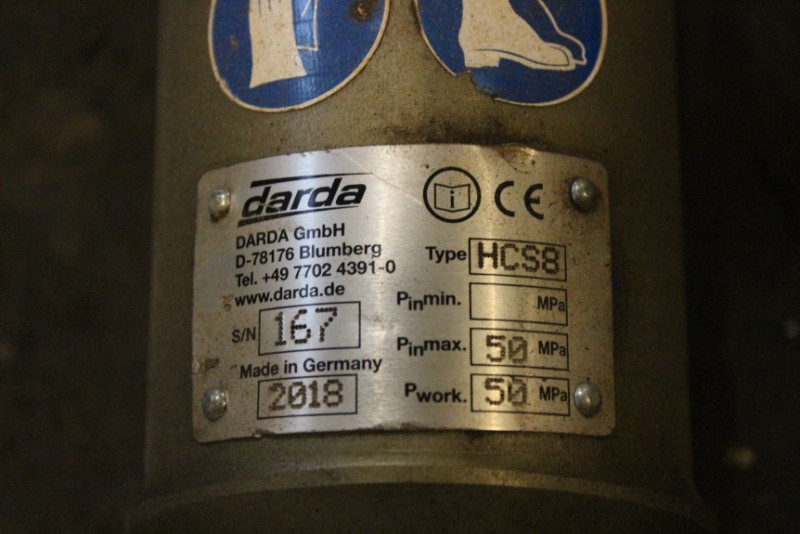 darda
DARDA GmbH
D-78176 Blumberg
Tel. +49 7702 4391-0
www.darda.de
S/N 167
Made in Germany
2018
i CE
Type HCS8
Pinmin. MPa
Pinmax. 50 MPa
Pwork. 50 MPa